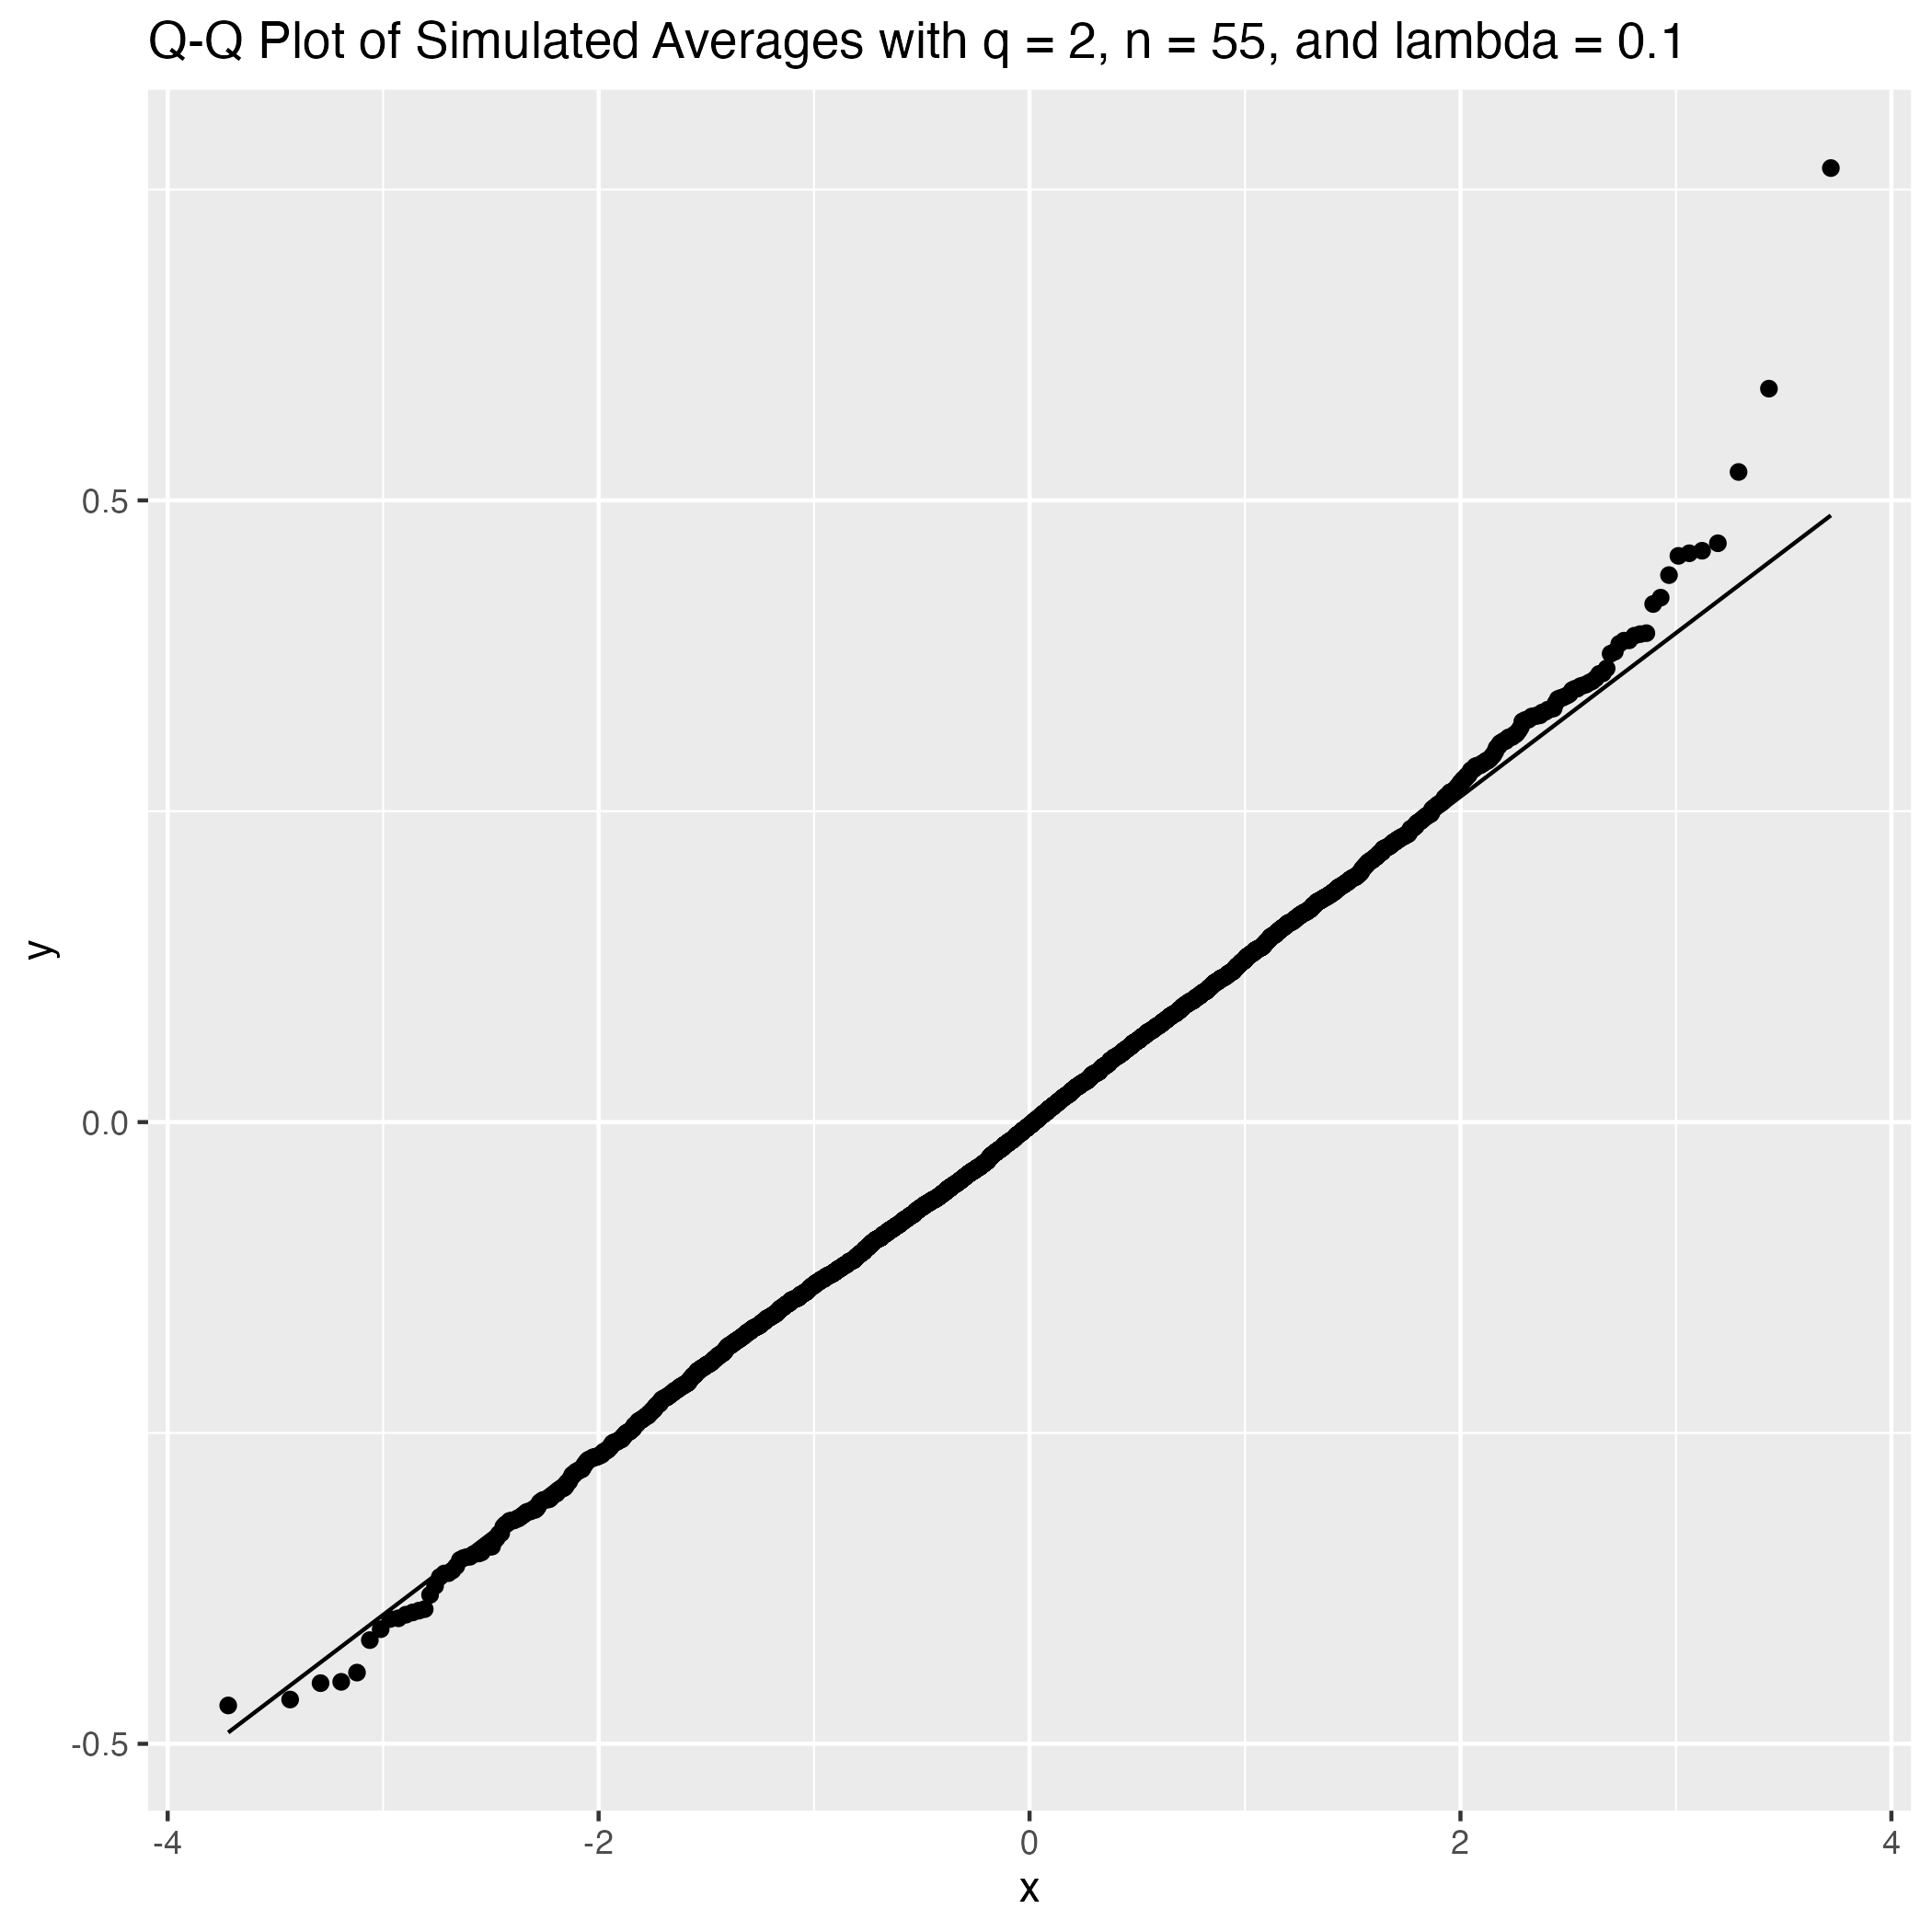 Q-Q Plot of Simulated Averages with q = 2, n = 55, and lambda = 0.1
0.5
0.0
-0.5
y
-4
-2
0
2
4
x